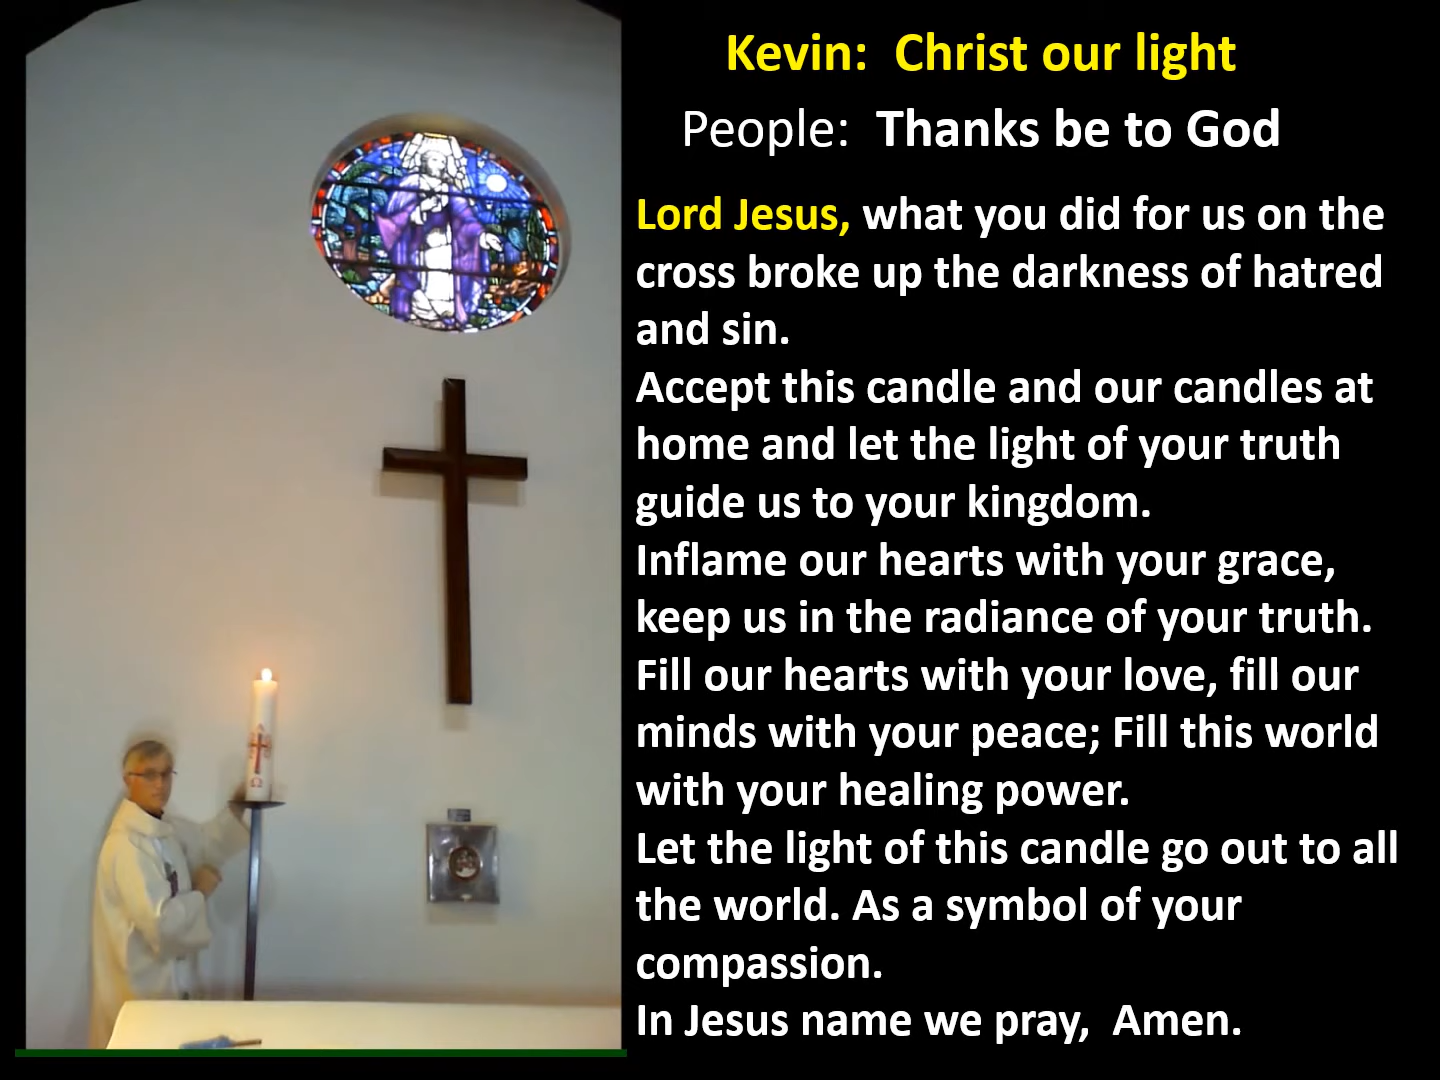 Kevin:  Christ our light
People:  Thanks be to God
Lord Jesus, what you did for us on the
cross broke up the darkness of hatred
and sin.
Accept this candle and our candles at
home and let the light of your truth
guide us to your kingdom.
Inflame our hearts with your grace,
keep us in the radiance of your truth.
Fill our hearts with your love, fill our
minds with your peace; Fill this world
with your healing power.
Let the light of this candle go out to all
the world. As a symbol of your
compassion.
In Jesus name we pray,  Amen.
Ω